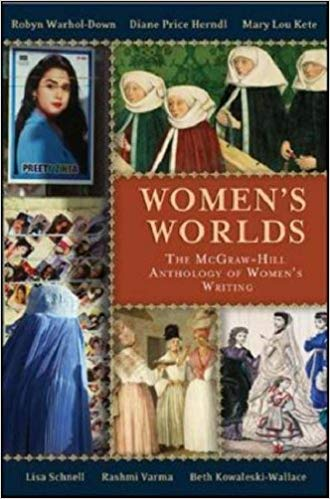 Robyn Warhol-Down Diane Price Herndl Mary Lou Kete
PREETY ZINTA
WOMEN'S
WORLDS
THE MCGRAW-HILL
ANTHOLOGY OF WOMEN'S
WRITING
Lisa Schnell Rashmi Varma Beth Kowaleski-Wallace